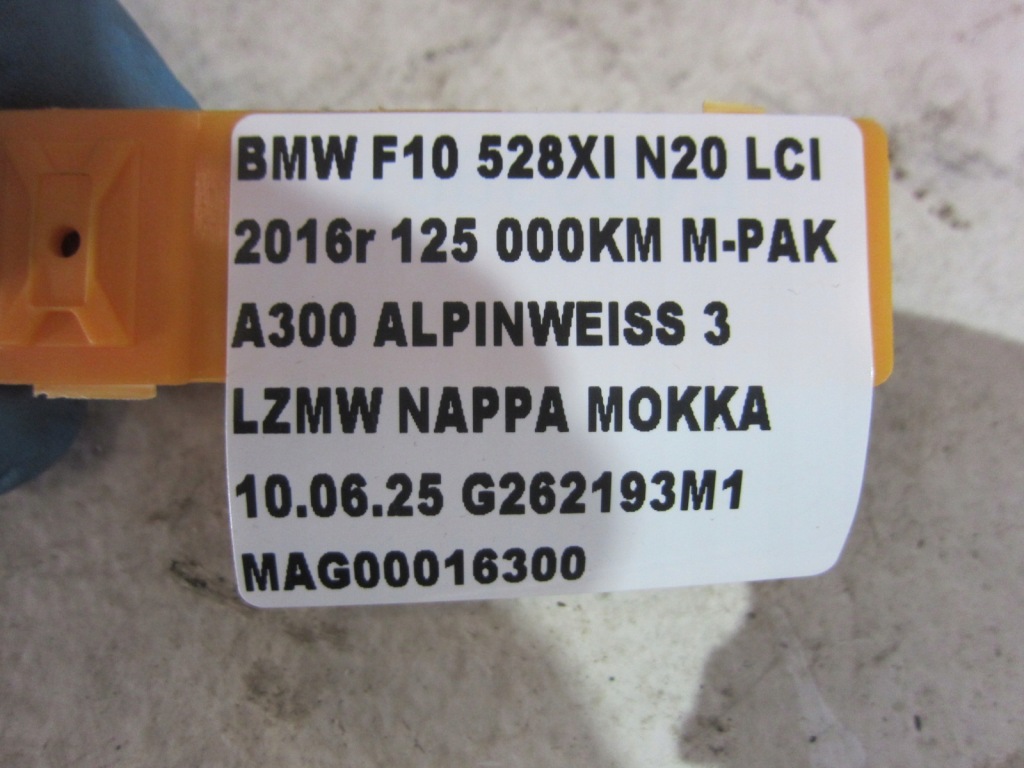 BMW F10 528XI N20 LCI
2016r 125 000KM M-PAK
A300 ALPINWEISS 3
LZMW NAPPA MOKKA
10.06.25 G262193M1
MAG00016300